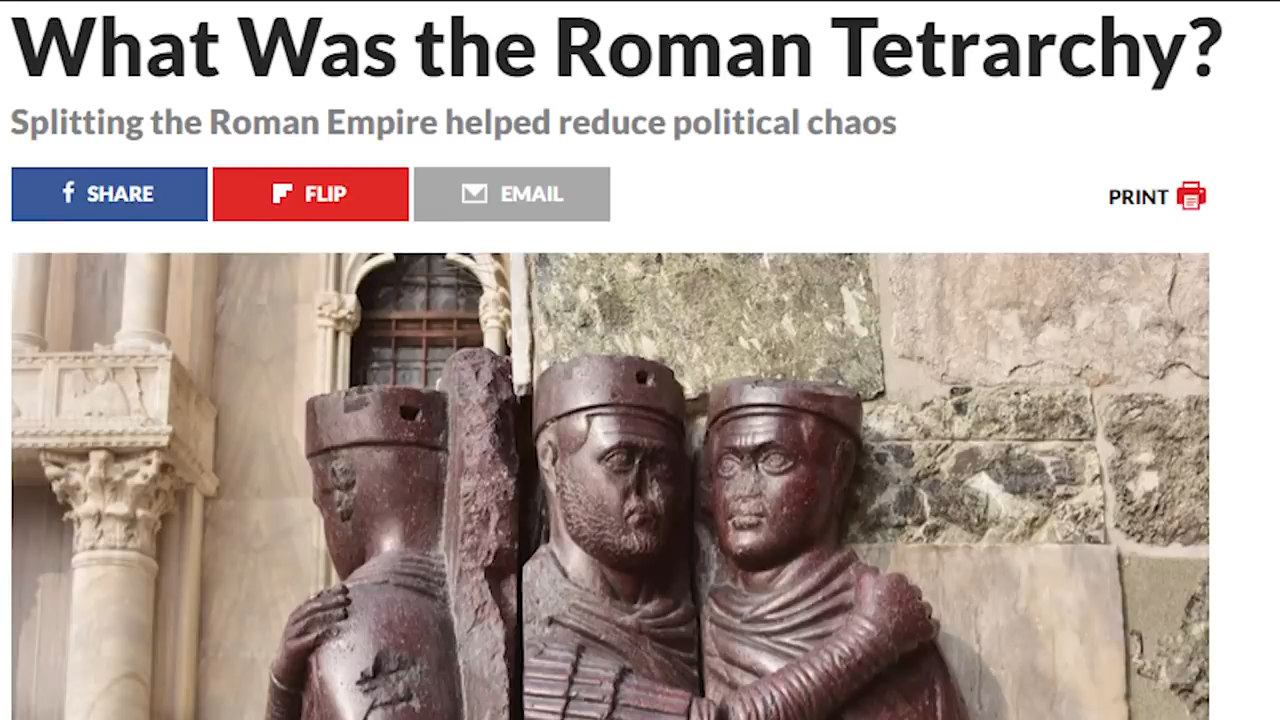 What Was the Roman Tetrarchy?
Splitting the Roman Empire helped reduce political chaos
SHARE FLIP EMAIL PRINT